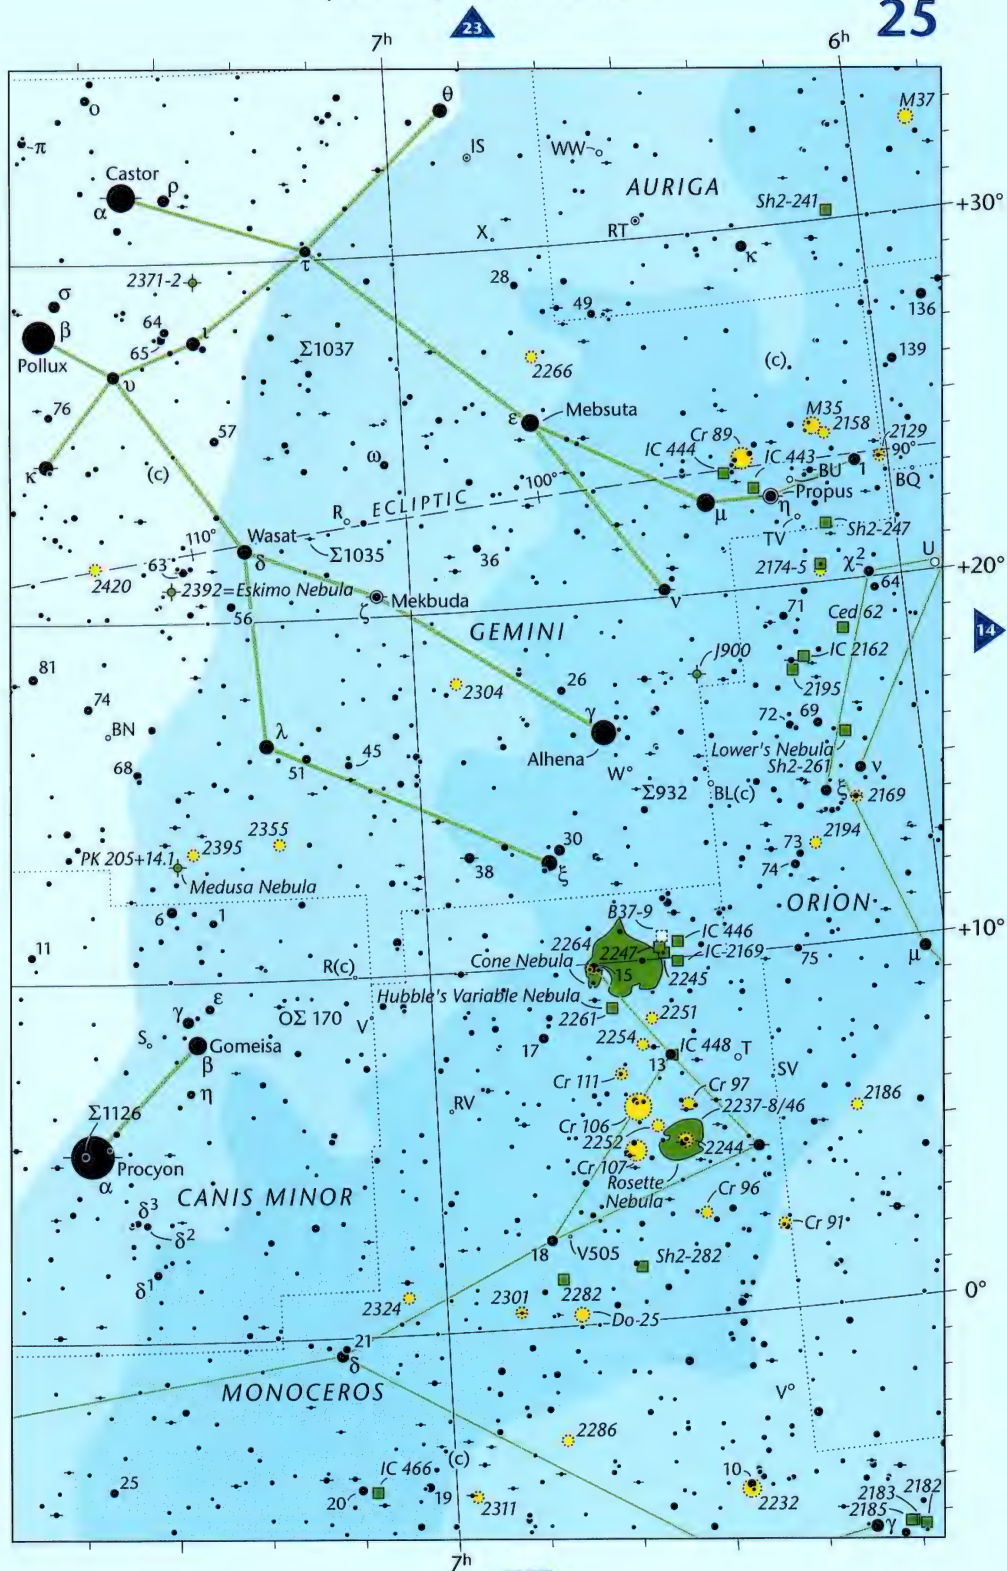 23
25
7h
6h
θ
M37
ο
π
IS
WW
AURIGA
Castor
ρ
α
Sh2-241
+30°
X
RT
κ
τ
2371-2
28
49
136
σ
β
64
65
ι
Pollux
Σ1037
(c)
139
υ
2266
76
ε
Mebsuta
M35
2158
57
Cr 89
2129
IC 444
IC 443
90°
κ
(c)
ω
BU
1
BQ
ECLIPTIC
100°
Propus
η
μ
R
TV
Sh2-247
110°
Wasat
δ
Σ1035
36
2174-5
χ2
U
+20°
63
2420
2392=Eskimo Nebula
Mekbuda
ζ
ν
64
56
71
Ced 62
GEMINI
J900
IC 2162
14
81
2304
26
2195
74
γ
72
69
BN
λ
Alhena
Lower's Nebula
68
51
45
W
Sh2-261
ν
Σ932
BL(c)
ξ
2169
2355
2395
30
2194
73
PK 205+14.1
38
ξ
74
Medusa Nebula
ORION
6
1
B37-9
IC 446
2264
2247
IC-2169
+10°
11
Cone Nebula
15
2245
75
μ
R(c)
Hubble's Variable Nebula
ε
OΣ 170
γ
2261
2251
S
V
Gomeisa
17
2254
IC 448
T
β
13
SV
η
Cr 111
Cr 97
2186
RV
2237-8/46
Σ1126
Cr 106
2252
2244
Procyon
Cr 107
α
Rosette
Nebula
CANIS MINOR
Cr 96
δ3
δ2
Cr 91
18
V505
Sh2-282
δ1
0°
2324
2301
2282
Do-25
21
δ
MONOCEROS
V
2286
(c)
25
IC 466
10
2183
2182
20
19
2311
2232
2185
γ
7h